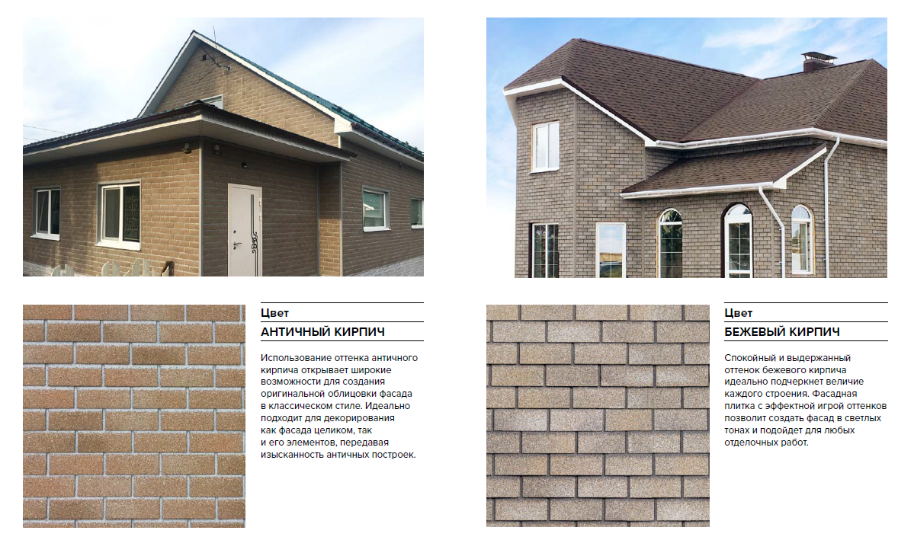 Цвет
АНТИЧНЫЙ КИРПИЧ
Использование оттенка античного
кирпича открывает широкие
возможности для создания
оригинальной облицовки фасада
в классическом стиле. Идеально
подходит для декорирования
как фасада целиком, так
и его элементов, передавая
изысканность античных построек.
Цвет
БЕЖЕВЫЙ КИРПИЧ
Спокойный и выдержанный
оттенок бежевого кирпича
идеально подчеркнет величие
каждого строения. Фасадная
плитка с эффектной игрой оттенков
позволит создать фасад в светлых
тонах и подойдет для любых
отделочных работ.